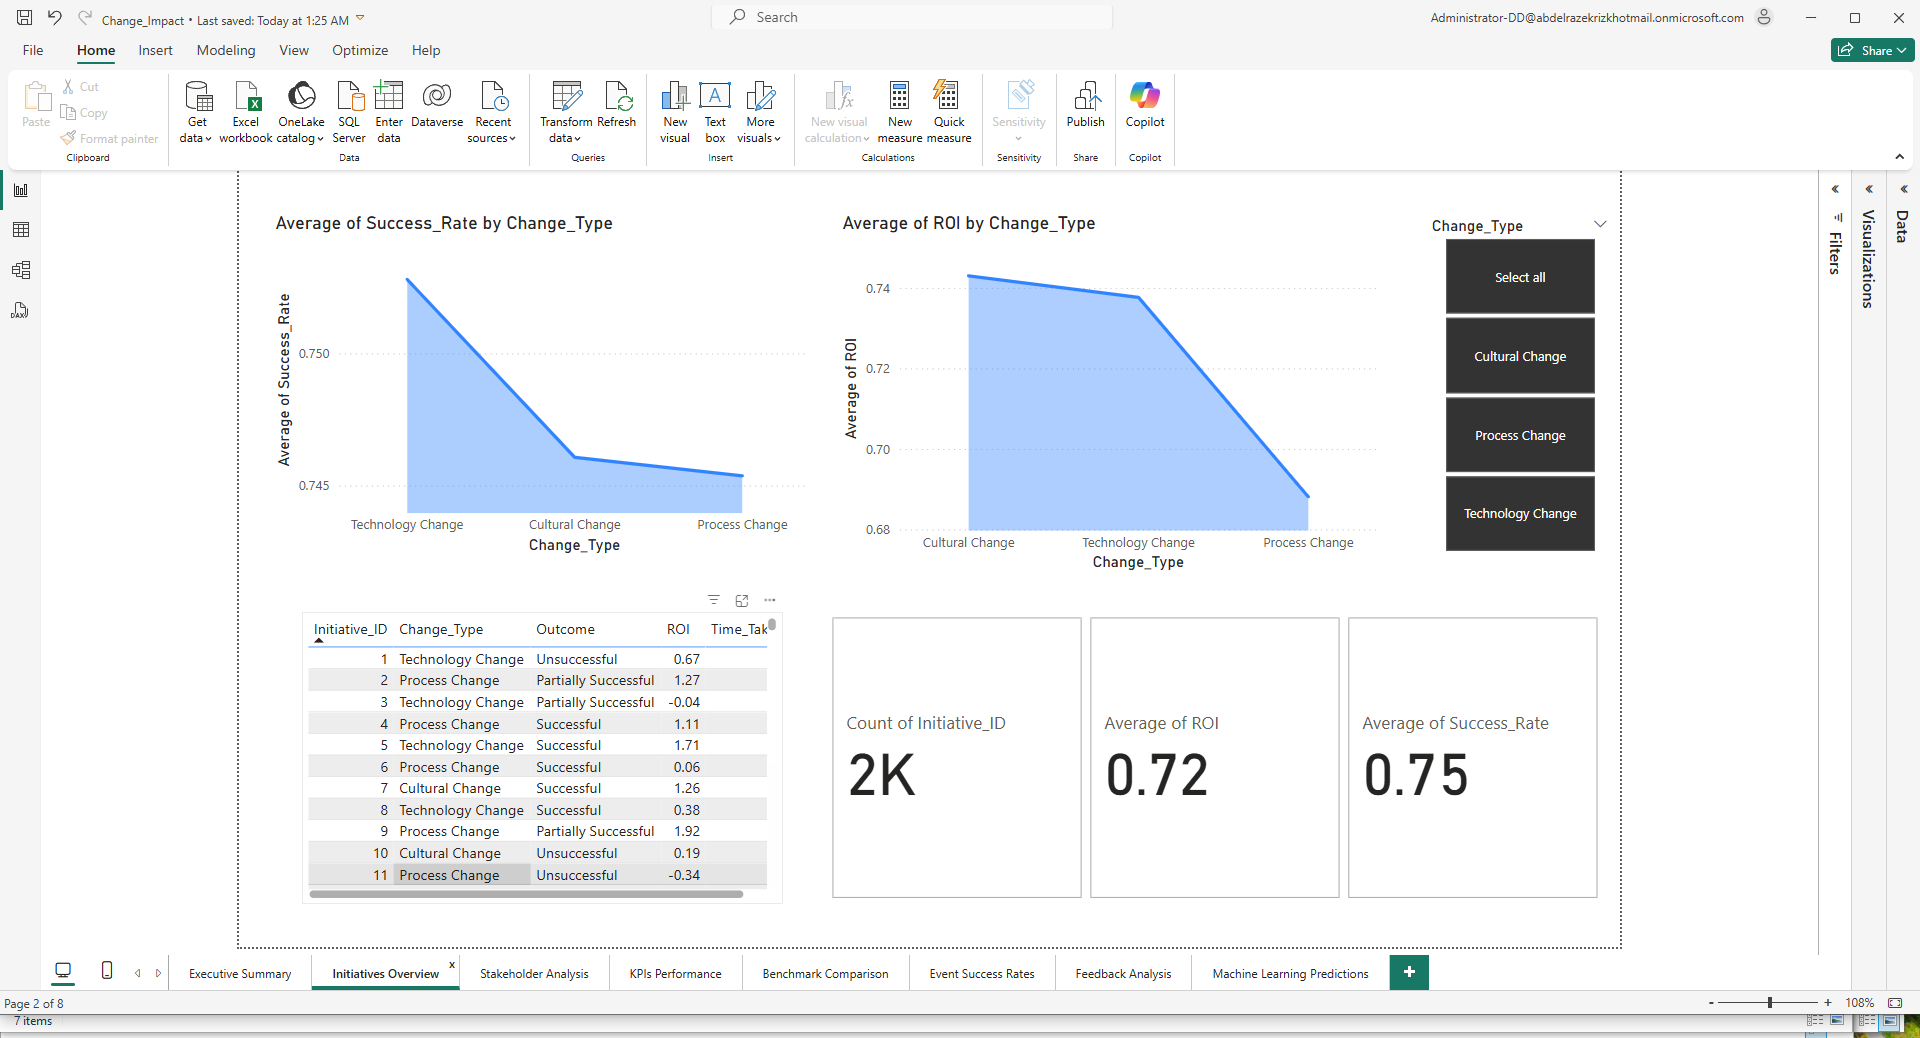 Change_Impact • Last saved: Today at 1:25 AM
Search
Administrator-DD@abdelrazekrizkhotmail.onmicrosoft.com
File Home Insert Modeling View Optimize Help
Share
Paste
Cut
Copy
Format painter
Clipboard
Get data
Excel workbook
OneLake catalog
SQL Server
Enter data
Dataverse
Recent sources
Data
Transform data
Refresh
Queries
New visual
Text box
More visuals
Insert
New visual calculation
New measure
Quick measure
Calculations
Sensitivity
Sensitivity
Publish
Share
Copilot
Copilot
Average of Success_Rate by Change_Type
Average of Success_Rate
0.750
0.745
Technology Change Cultural Change Process Change
Change_Type
Average of ROI by Change_Type
Average of ROI
0.74
0.72
0.70
0.68
Cultural Change Technology Change Process Change
Change_Type
Change_Type
Select all
Cultural Change
Process Change
Technology Change
Filters
Visualizations
Data
Initiative_ID Change_Type Outcome ROI Time_Tak
1 Technology Change Unsuccessful 0.67
2 Process Change Partially Successful 1.27
3 Technology Change Partially Successful -0.04
4 Process Change Successful 1.11
5 Technology Change Successful 1.71
6 Process Change Successful 0.06
7 Cultural Change Successful 1.26
8 Technology Change Successful 0.38
9 Process Change Partially Successful 1.92
10 Cultural Change Unsuccessful 0.19
11 Process Change Unsuccessful -0.34
Count of Initiative_ID
2K
Average of ROI
0.72
Average of Success_Rate
0.75
Executive Summary Initiatives Overview x Stakeholder Analysis KPIs Performance Benchmark Comparison Event Success Rates Feedback Analysis Machine Learning Predictions +
Page 2 of 8
- + 108%
7 items